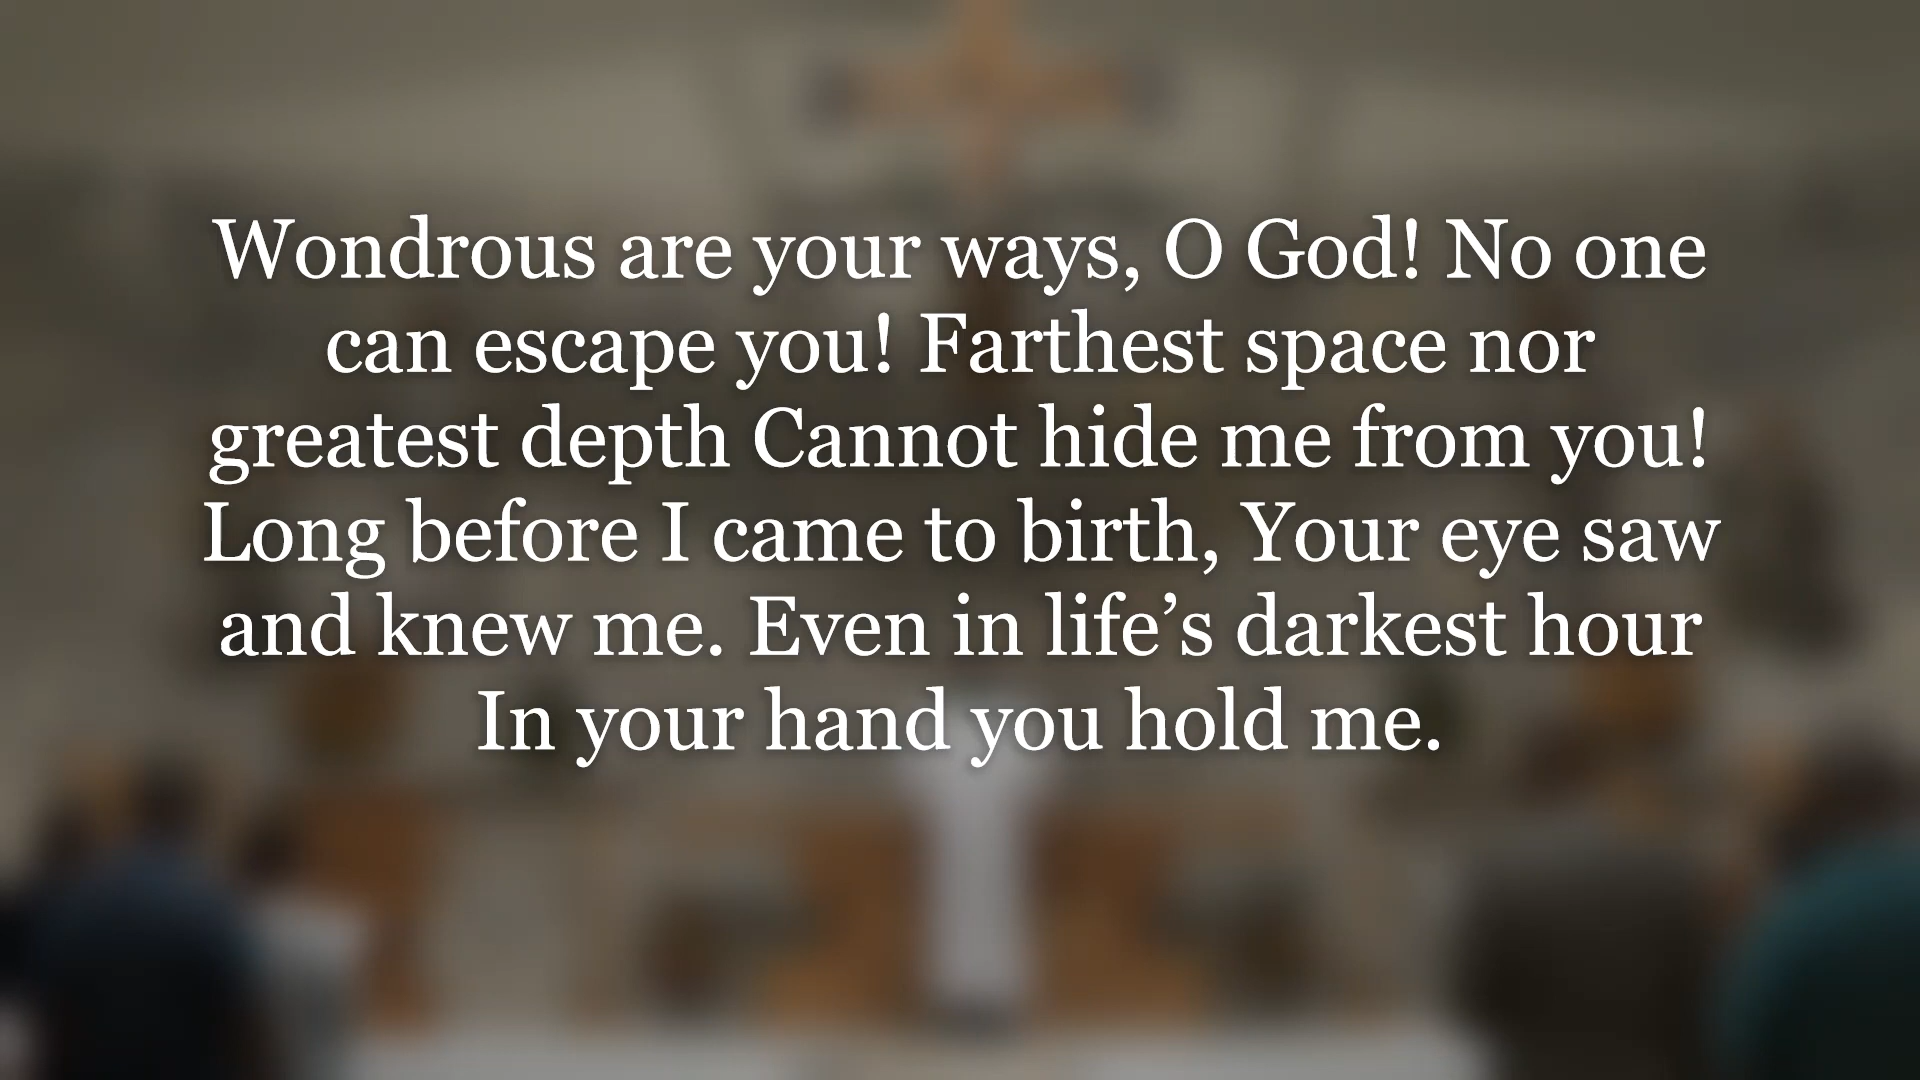 Wondrous are your ways, O God! No one
can escape you! Farthest space nor
greatest depth Cannot hide me from you!
Long before I came to birth, Your eye saw
and knew me. Even in life’s darkest hour
In your hand you hold me.